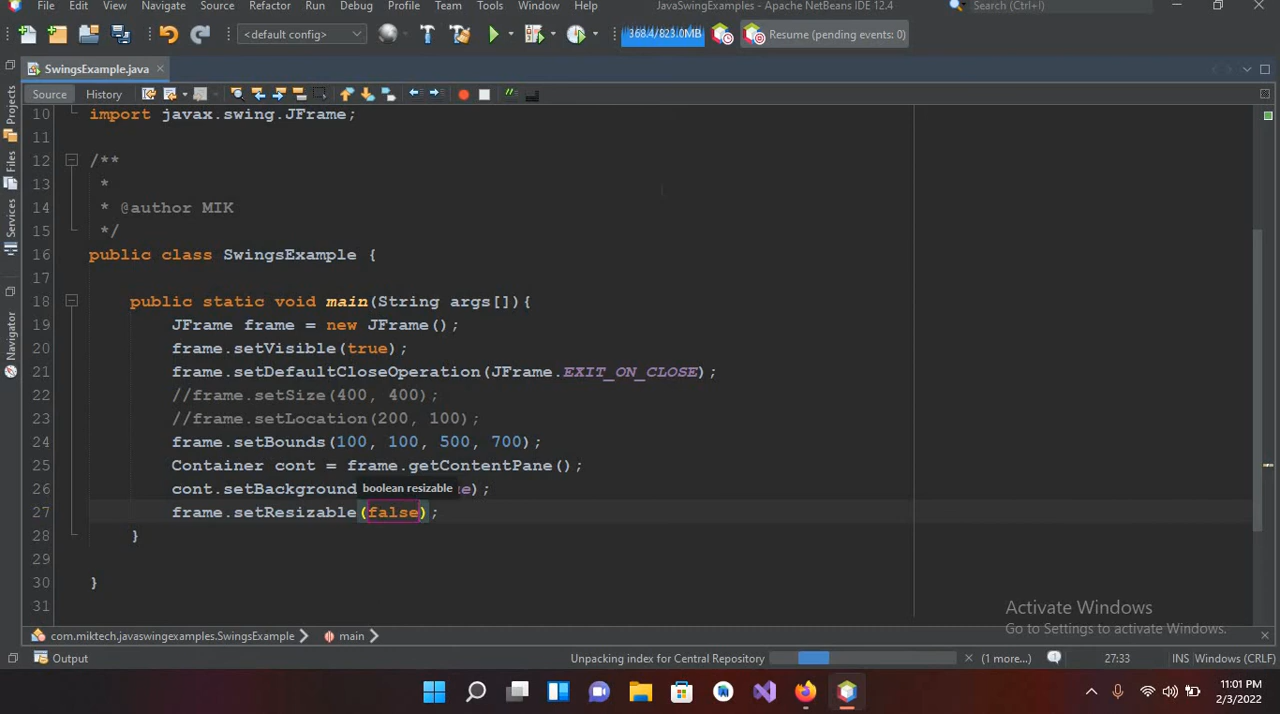 File Edit View Navigate Source Refactor Run Debug Profile Team Tools Window Help JavaSwingExamples - Apache NetBeans IDE 12.4 Search (Ctrl+I)
<default config> 368.4/823.0MB Resume (pending events: 0)
SwingsExample.java
Source History
Projects
Files
Services
Navigator
10 import javax.swing.JFrame;
11
12 /**
13 *
14 * @author MIK
15 */
16 public class SwingsExample {
17
18 public static void main(String args[]){
19 JFrame frame = new JFrame();
20 frame.setVisible(true);
21 frame.setDefaultCloseOperation(JFrame.EXIT_ON_CLOSE);
22 //frame.setSize(400, 400);
23 //frame.setLocation(200, 100);
24 frame.setBounds(100, 100, 500, 700);
25 Container cont = frame.getContentPane();
boolean resizable
26 cont.setBackground e);
27 frame.setResizable(false);
28 }
29
30 }
31
Activate Windows
Go to Settings to activate Windows.
com.miktech.javaswingexamples.SwingsExample main
Output Unpacking index for Central Repository (1 more...) 27:33 INS Windows (CRLF)
11:01 PM
2/3/2022